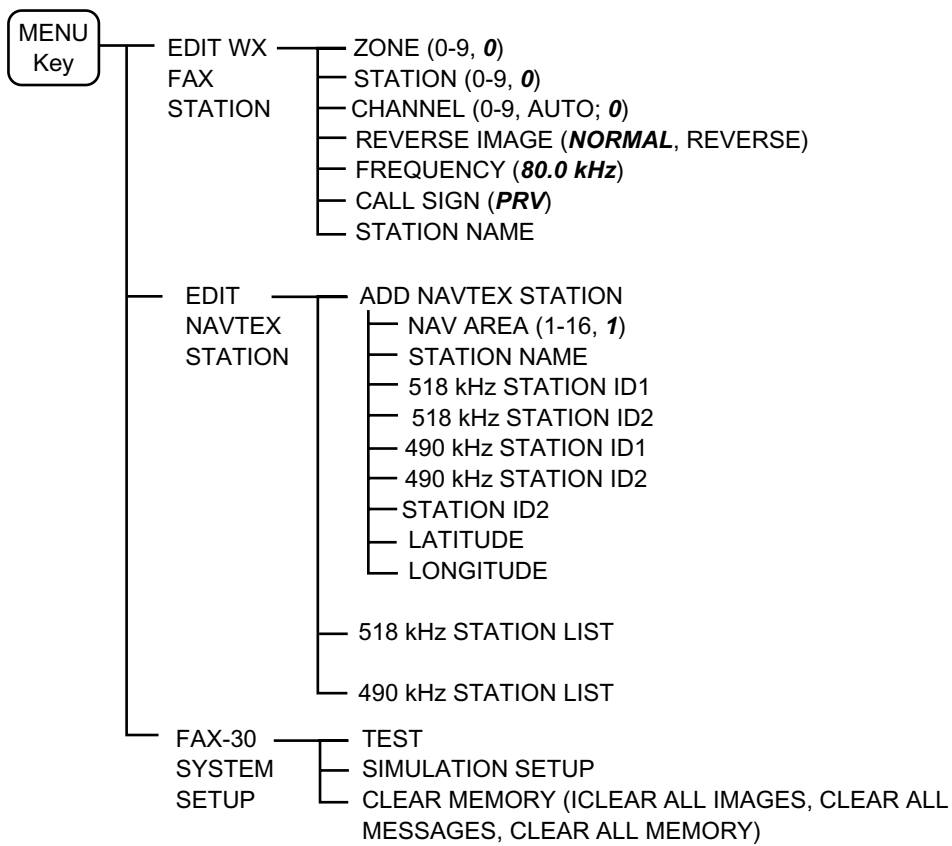 MENU
Key
EDIT WX
FAX
STATION
ZONE (0-9, 0)
STATION (0-9, 0)
CHANNEL (0-9, AUTO; 0)
REVERSE IMAGE (NORMAL, REVERSE)
FREQUENCY (80.0 kHz)
CALL SIGN (PRV)
STATION NAME
EDIT
NAVTEX
STATION
ADD NAVTEX STATION
NAV AREA (1-16, 1)
STATION NAME
518 kHz STATION ID1
518 kHz STATION ID2
490 kHz STATION ID1
490 kHz STATION ID2
STATION ID2
LATITUDE
LONGITUDE
518 kHz STATION LIST
490 kHz STATION LIST
FAX-30
SYSTEM
SETUP
TEST
SIMULATION SETUP
CLEAR MEMORY (ICLEAR ALL IMAGES, CLEAR ALL
MESSAGES, CLEAR ALL MEMORY)